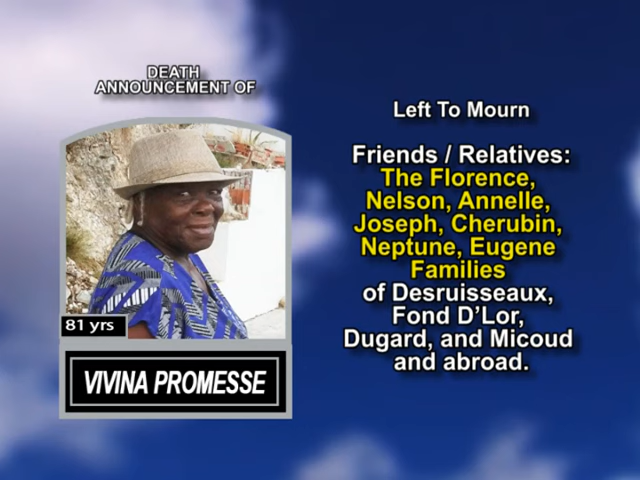 DEATH
ANNOUNCEMENT OF
81 yrs
VIVINA PROMESSE
Left To Mourn
Friends / Relatives:
The Florence,
Nelson, Annelle,
Joseph, Cherubin,
Neptune, Eugene
Families
of Desruisseaux,
Fond D'Lor,
Dugard, and Micoud
and abroad.